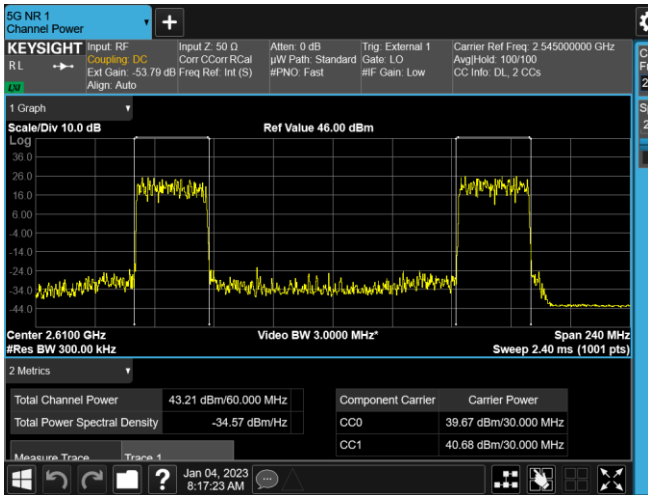 5G NR 1
Channel Power
KEYSIGHT
RL
LXI
Input: RF
Coupling: DC
Ext Gain: -53.79 dB
Align: Auto
Input Z: 50 Ω
Corr CCorr RCal
Freq Ref: Int (S)
Atten: 0 dB
µW Path: Standard
#PNO: Fast
Trig: External 1
Gate: LO
#IF Gain: Low
Carrier Ref Freq: 2.545000000 GHz
Avg|Hold: 100/100
CC Info: DL, 2 CCs
1 Graph
Scale/Div 10.0 dB
Ref Value 46.00 dBm
Log
36.0
26.0
16.0
6.00
-4.00
-14.0
-24.0
-34.0
-44.0
Center 2.6100 GHz
#Res BW 300.00 kHz
Video BW 3.0000 MHz*
Span 240 MHz
Sweep 2.40 ms (1001 pts)
2 Metrics
Total Channel Power 43.21 dBm/60.000 MHz
Total Power Spectral Density -34.57 dBm/Hz
Component Carrier Carrier Power
CC0 39.67 dBm/30.000 MHz
CC1 40.68 dBm/30.000 MHz
Measure Trace Trace 1
Jan 04, 2023
8:17:23 AM